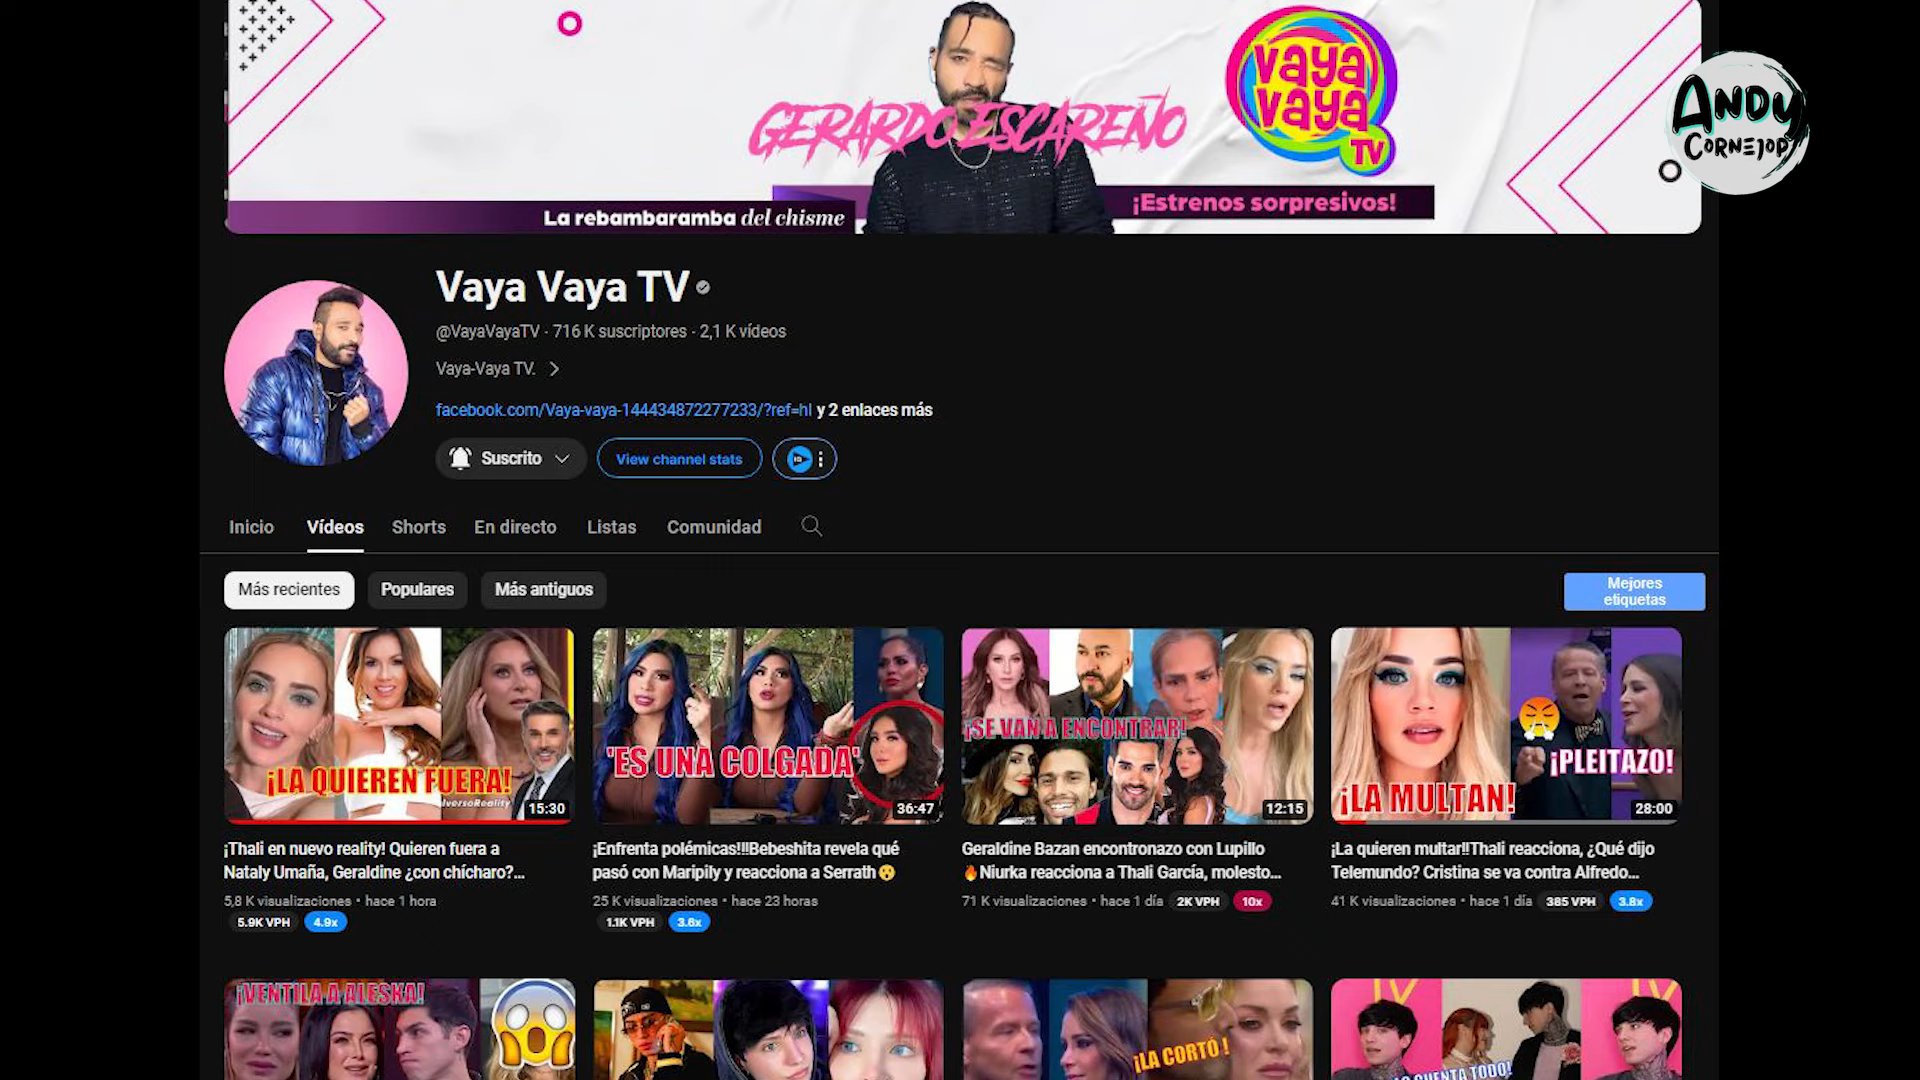 GERARDO ESCAREÑO
vaya
vaya
TV
ANDY
CORNEJOP
La rebambaramba del chisme
¡Estrenos sorpresivos!
Vaya Vaya TV
@VayaVayaTV · 716 K suscriptores · 2,1 K vídeos
Vaya-Vaya TV.
facebook.com/Vaya-vaya-144434872277233/?ref=hl y 2 enlaces más
Suscrito
View channel stats
Inicio
Vídeos
Shorts
En directo
Listas
Comunidad
Más recientes
Populares
Más antiguos
Mejores
etiquetas
¡LA QUIEREN FUERA!
iversoReality
15:30
'ES UNA COLGADA'
36:47
¡SE VAN A ENCONTRAR!
12:15
¡PLEITAZO!
¡LA MULTAN!
28:00
¡Thali en nuevo reality! Quieren fuera a
Nataly Umaña, Geraldine ¿con chícharo?...
5,8 K visualizaciones • hace 1 hora
5.9K VPH
4.9x
¡Enfrenta polémicas!!!Bebeshita revela qué
pasó con Maripily y reacciona a Serrath😯
25 K visualizaciones • hace 23 horas
1.1K VPH
3.6x
Geraldine Bazan encontronazo con Lupillo
🔥Niurka reacciona a Thali García, molesto...
71 K visualizaciones • hace 1 día
2K VPH
10x
¡La quieren multar!!Thali reacciona, ¿Qué dijo
Telemundo? Cristina se va contra Alfredo...
41 K visualizaciones • hace 1 día
385 VPH
3.8x
¡VENTILA A ALESKA!
¡LA CORTÓ !
CUENTA TODO!